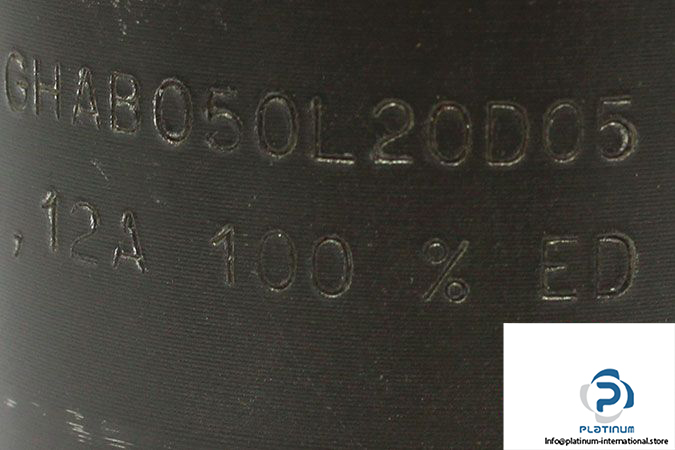 GHAB050L20D05
,12A 100 % ED
PLATINUM
Info@platinum-international.store